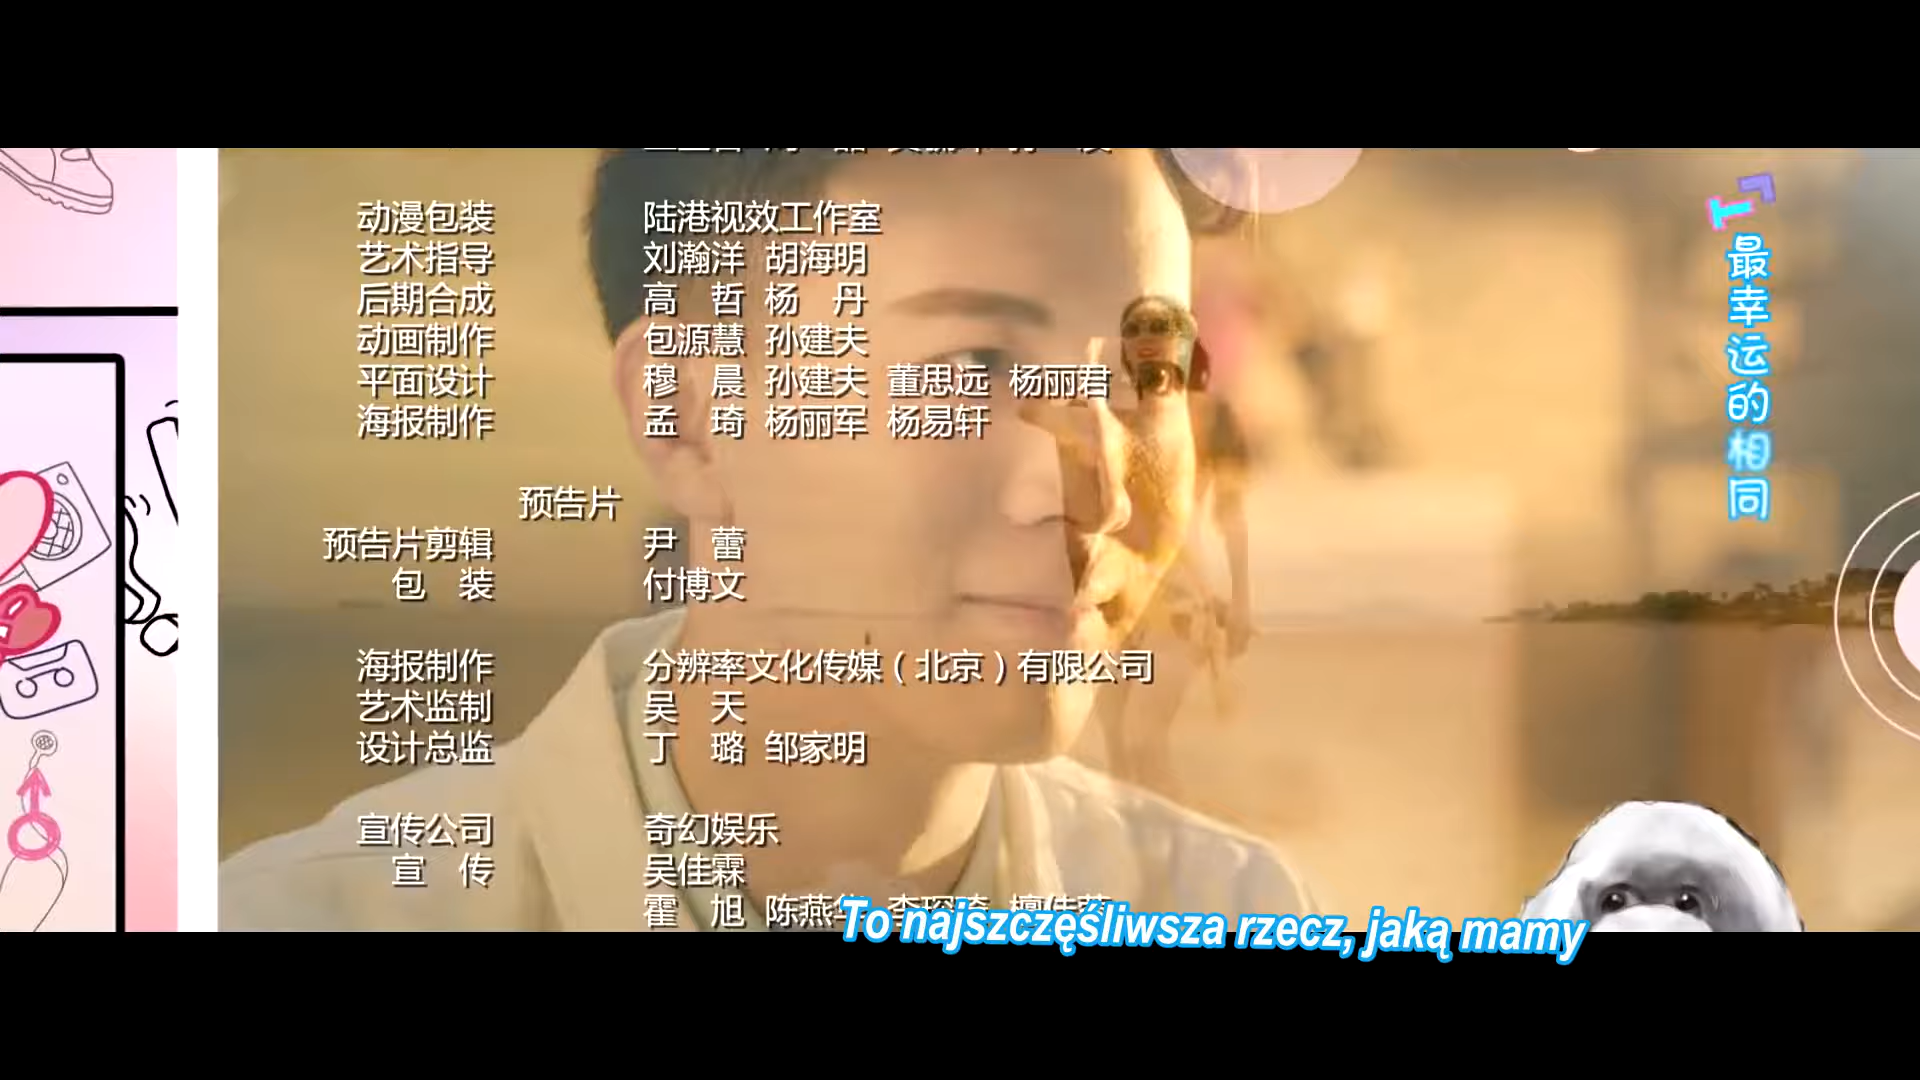 动漫包装 陆港视效工作室
艺术指导 刘瀚洋 胡海明
后期合成 高 哲 杨 丹
动画制作 包源慧 孙建夫
平面设计 穆 晨 孙建夫 董思远 杨丽君
海报制作 孟 琦 杨丽军 杨易轩
预告片
预告片剪辑 尹 蕾
包 装 付博文
海报制作 分辨率文化传媒（北京）有限公司
艺术监制 吴 天
设计总监 丁 璐 邹家明
宣传公司 奇幻娱乐
宣 传 吴佳霖
霍 旭 陈燕
To najszczęśliwsza rzecz, jaką mamy
最幸运的相同